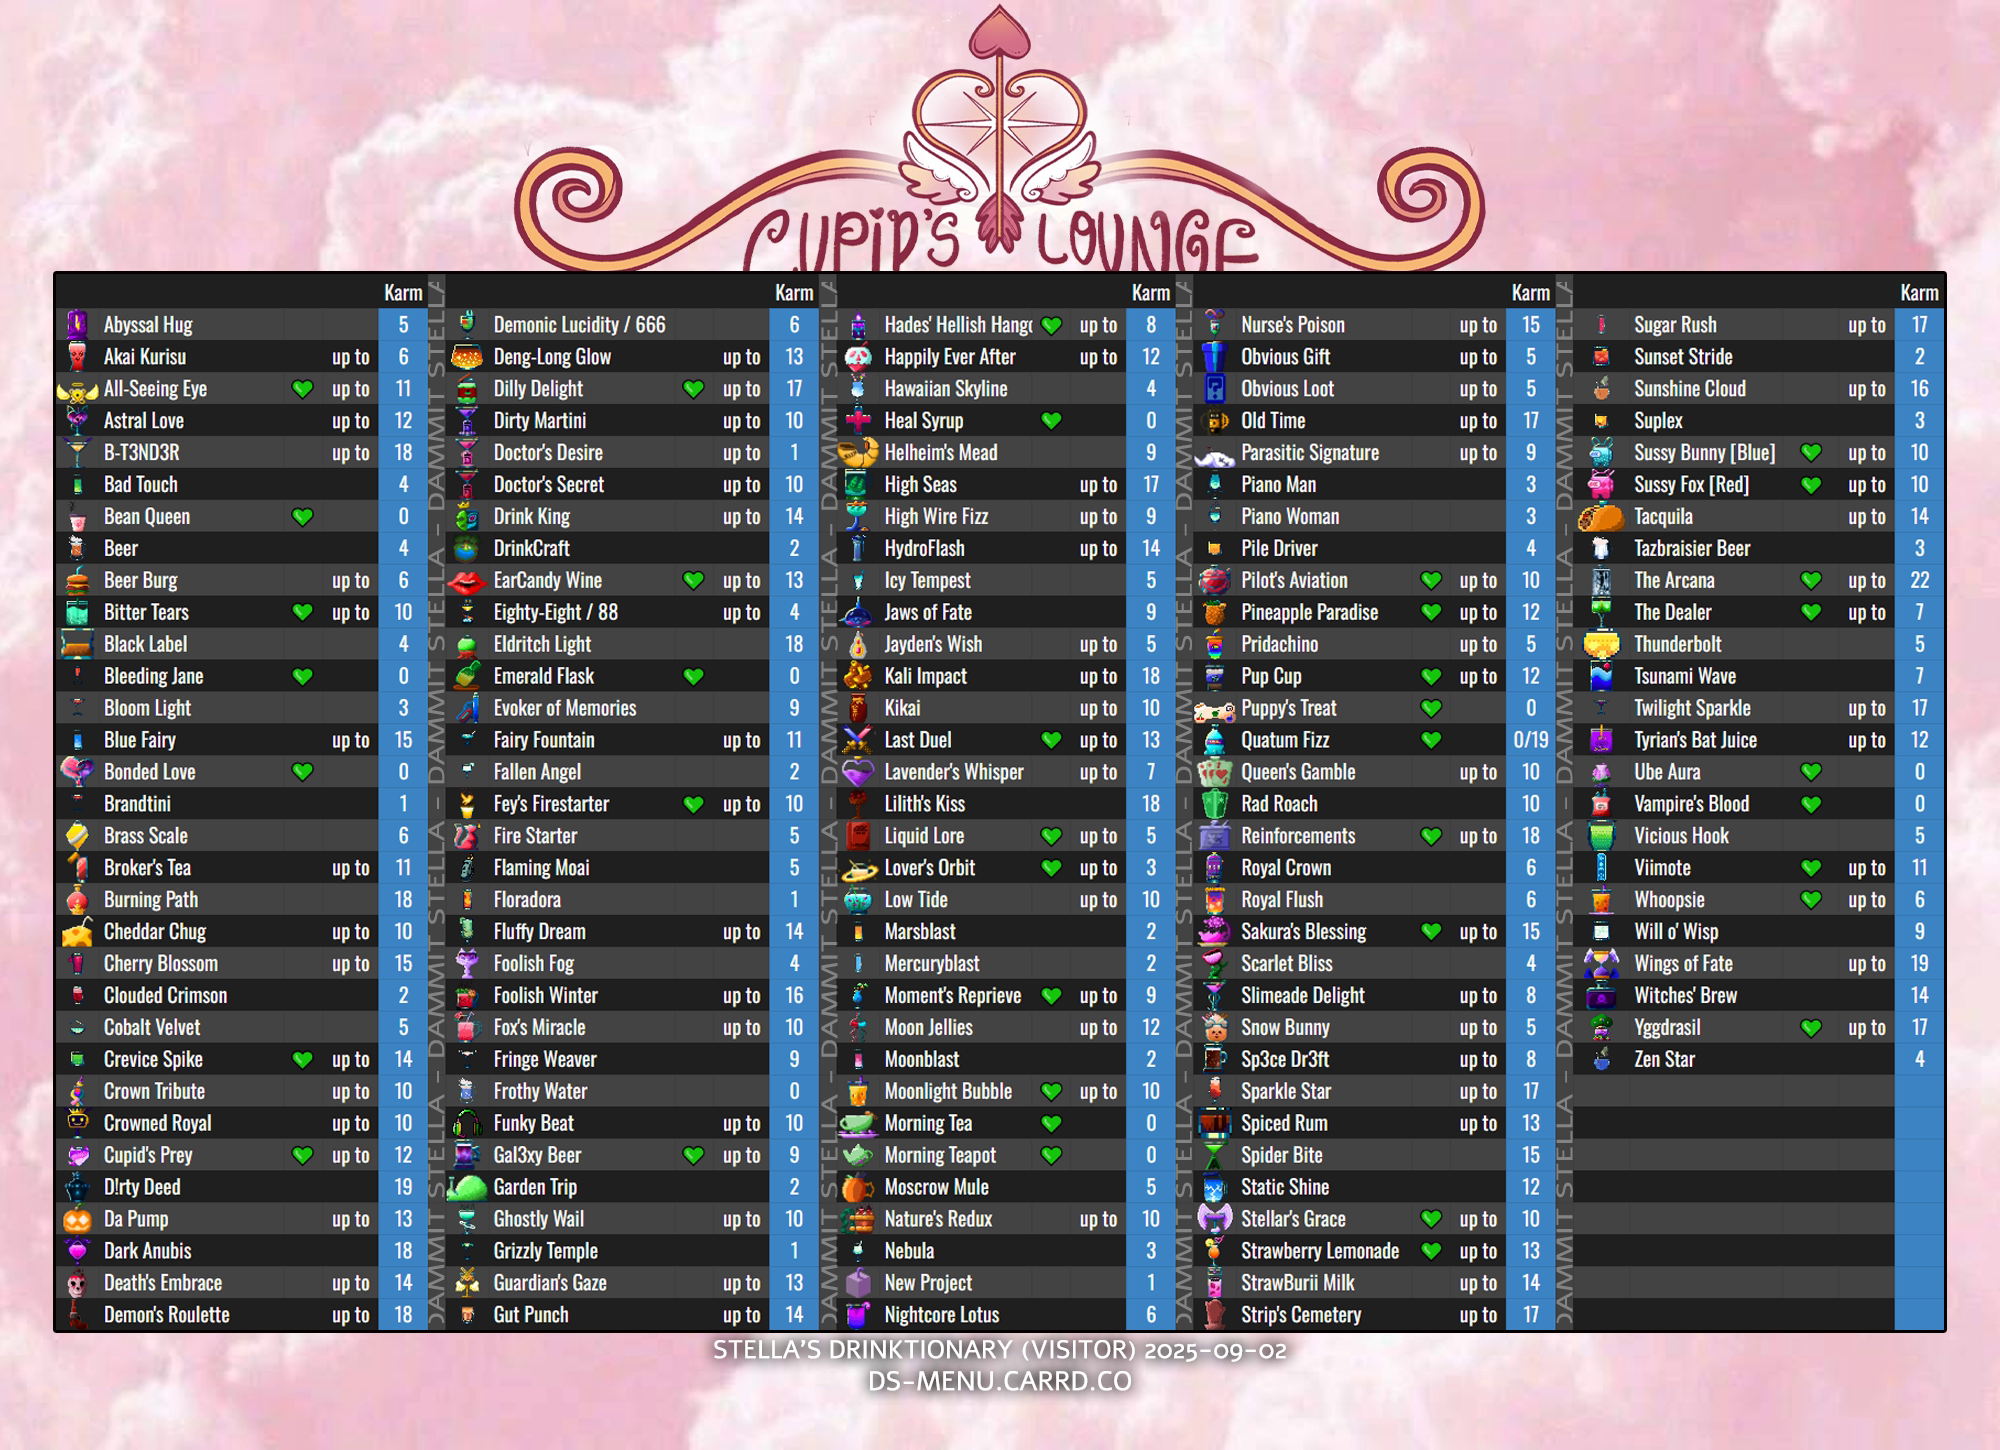 CUPID'S LOUNGE
Karm
Abyssal Hug 5
Akai Kurisu up to 6
All-Seeing Eye up to 11
Astral Love up to 12
B-T3ND3R up to 18
Bad Touch 4
Bean Queen 0
Beer 4
Beer Burg up to 6
Bitter Tears up to 10
Black Label 4
Bleeding Jane 0
Bloom Light 3
Blue Fairy up to 15
Bonded Love 0
Brandtini 1
Brass Scale 6
Broker's Tea up to 11
Burning Path 18
Cheddar Chug up to 10
Cherry Blossom up to 15
Clouded Crimson 2
Cobalt Velvet 5
Crevice Spike up to 14
Crown Tribute up to 10
Crowned Royal up to 10
Cupid's Prey up to 12
D!rty Deed 19
Da Pump up to 13
Dark Anubis 18
Death's Embrace up to 14
Demon's Roulette up to 18
STELLA - DAMMIT STELLA - DAMMIT STELLA - DAMMIT
Karm
Demonic Lucidity / 666 6
Deng-Long Glow up to 13
Dilly Delight up to 17
Dirty Martini up to 10
Doctor's Desire up to 1
Doctor's Secret up to 10
Drink King up to 14
DrinkCraft 2
EarCandy Wine up to 13
Eighty-Eight / 88 up to 4
Eldritch Light 18
Emerald Flask 0
Evoker of Memories 9
Fairy Fountain up to 11
Fallen Angel 2
Fey's Firestarter up to 10
Fire Starter 5
Flaming Moai 5
Floradora 1
Fluffy Dream up to 14
Foolish Fog 4
Foolish Winter up to 16
Fox's Miracle up to 10
Fringe Weaver 9
Frothy Water 0
Funky Beat up to 10
Gal3xy Beer up to 9
Garden Trip 2
Ghostly Wail up to 10
Grizzly Temple 1
Guardian's Gaze up to 13
Gut Punch up to 14
STELLA - DAMMIT STELLA - DAMMIT STELLA - DAMMIT
Karm
Hades' Hellish Hang up to 8
Happily Ever After up to 12
Hawaiian Skyline 4
Heal Syrup 0
Helheim's Mead 9
High Seas up to 17
High Wire Fizz up to 9
HydroFlash up to 14
Icy Tempest 5
Jaws of Fate 9
Jayden's Wish up to 5
Kali Impact up to 18
Kikai up to 10
Last Duel up to 13
Lavender's Whisper up to 7
Lilith's Kiss 18
Liquid Lore up to 5
Lover's Orbit up to 3
Low Tide up to 10
Marsblast 2
Mercuryblast 2
Moment's Reprieve up to 9
Moon Jellies up to 12
Moonblast 2
Moonlight Bubble up to 10
Morning Tea 0
Morning Teapot 0
Moscrow Mule 5
Nature's Redux up to 10
Nebula 3
New Project 1
Nightcore Lotus 6
STELLA - DAMMIT STELLA - DAMMIT STELLA - DAMMIT
Karm
Nurse's Poison up to 15
Obvious Gift up to 5
Obvious Loot up to 5
Old Time up to 17
Parasitic Signature up to 9
Piano Man 3
Piano Woman 3
Pile Driver 4
Pilot's Aviation up to 10
Pineapple Paradise up to 12
Pridachino up to 5
Pup Cup up to 12
Puppy's Treat 0
Quatum Fizz 0/19
Queen's Gamble up to 10
Rad Roach 10
Reinforcements up to 18
Royal Crown 6
Royal Flush 6
Sakura's Blessing up to 15
Scarlet Bliss 4
Slimeade Delight up to 8
Snow Bunny up to 5
Sp3ce Dr3ft up to 8
Sparkle Star up to 17
Spiced Rum up to 13
Spider Bite 15
Static Shine 12
Stellar's Grace up to 10
Strawberry Lemonade up to 13
StrawBurii Milk up to 14
Strip's Cemetery up to 17
STELLA - DAMMIT STELLA - DAMMIT STELLA - DAMMIT
Karm
Sugar Rush up to 17
Sunset Stride 2
Sunshine Cloud up to 16
Suplex 3
Sussy Bunny [Blue] up to 10
Sussy Fox [Red] up to 10
Tacquila up to 14
Tazbraisier Beer 3
The Arcana up to 22
The Dealer up to 7
Thunderbolt 5
Tsunami Wave 7
Twilight Sparkle up to 17
Tyrian's Bat Juice up to 12
Ube Aura 0
Vampire's Blood 0
Vicious Hook 5
Viimote up to 11
Whoopsie up to 6
Will o' Wisp 9
Wings of Fate up to 19
Witches' Brew 14
Yggdrasil up to 17
Zen Star 4
STELLA'S DRINKTIONARY (VISITOR) 2025-09-02
DS-MENU.CARRD.CO